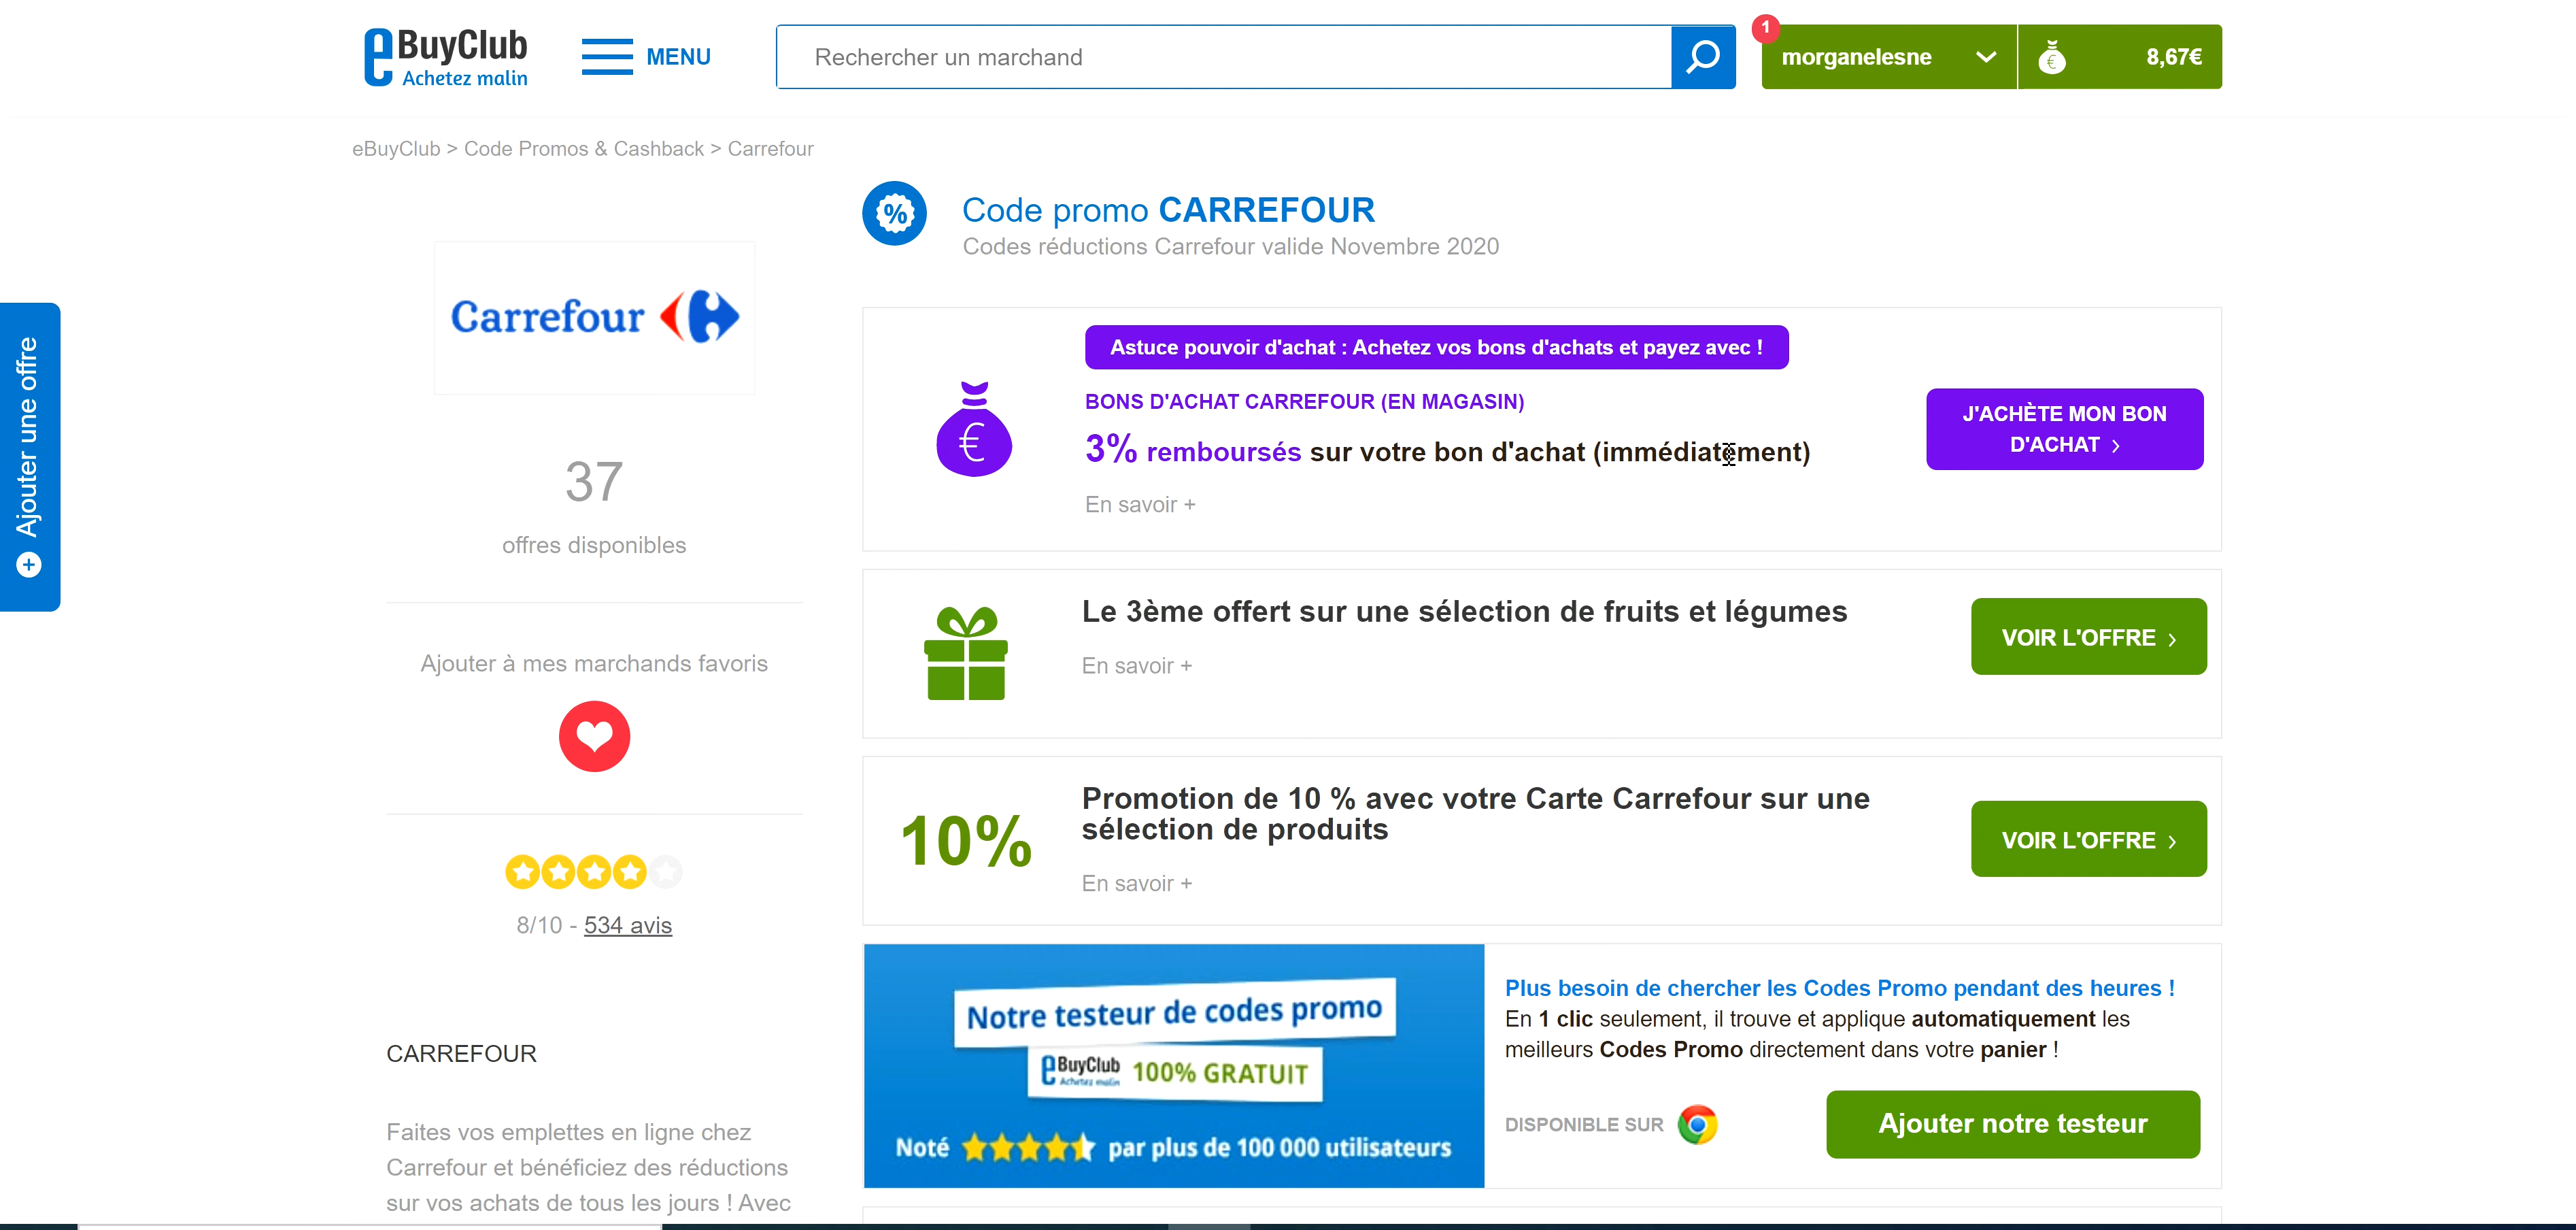 eBuyClub
Achetez malin
MENU
Rechercher un marchand
1
morganelesne
€
8,67€
eBuyClub > Code Promos & Cashback > Carrefour
Carrefour
37
offres disponibles
Ajouter à mes marchands favoris
8/10 - 534 avis
CARREFOUR
Faites vos emplettes en ligne chez
Carrefour et bénéficiez des réductions
sur vos achats de tous les jours ! Avec
+ Ajouter une offre
%
Code promo CARREFOUR
Codes réductions Carrefour valide Novembre 2020
Astuce pouvoir d'achat : Achetez vos bons d'achats et payez avec !
BONS D'ACHAT CARREFOUR (EN MAGASIN)
€
3% remboursés sur votre bon d'achat (immédiatement)
En savoir +
J'ACHÈTE MON BON
D'ACHAT >
Le 3ème offert sur une sélection de fruits et légumes
En savoir +
VOIR L'OFFRE >
10%
Promotion de 10 % avec votre Carte Carrefour sur une
sélection de produits
En savoir +
VOIR L'OFFRE >
Notre testeur de codes promo
eBuyClub
Achetez malin
100% GRATUIT
Noté par plus de 100 000 utilisateurs
Plus besoin de chercher les Codes Promo pendant des heures !
En 1 clic seulement, il trouve et applique automatiquement les
meilleurs Codes Promo directement dans votre panier !
DISPONIBLE SUR
Ajouter notre testeur